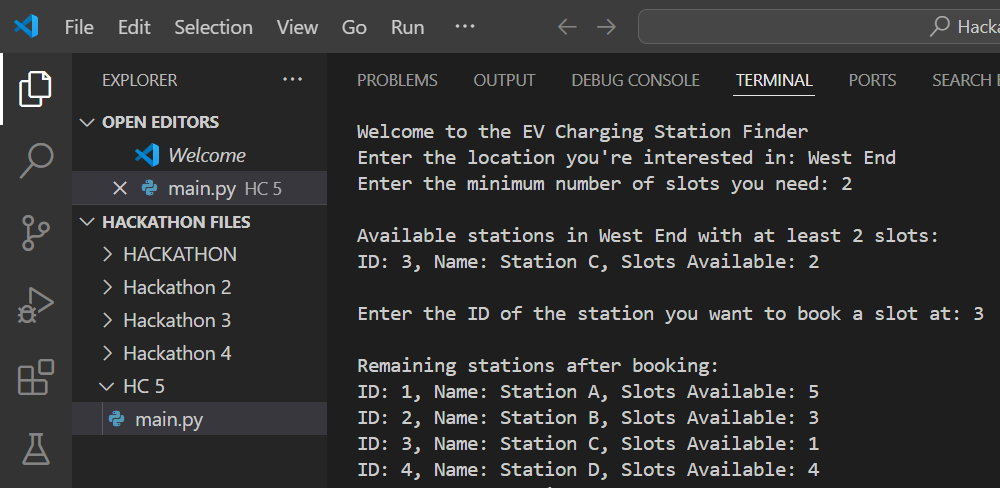 File Edit Selection View Go Run ···
Hacka
EXPLORER ···
OPEN EDITORS
Welcome
main.py HC 5
HACKATHON FILES
HACKATHON
Hackathon 2
Hackathon 3
Hackathon 4
HC 5
main.py
PROBLEMS OUTPUT DEBUG CONSOLE TERMINAL PORTS SEARCH
Welcome to the EV Charging Station Finder
Enter the location you're interested in: West End
Enter the minimum number of slots you need: 2
Available stations in West End with at least 2 slots:
ID: 3, Name: Station C, Slots Available: 2
Enter the ID of the station you want to book a slot at: 3
Remaining stations after booking:
ID: 1, Name: Station A, Slots Available: 5
ID: 2, Name: Station B, Slots Available: 3
ID: 3, Name: Station C, Slots Available: 1
ID: 4, Name: Station D, Slots Available: 4